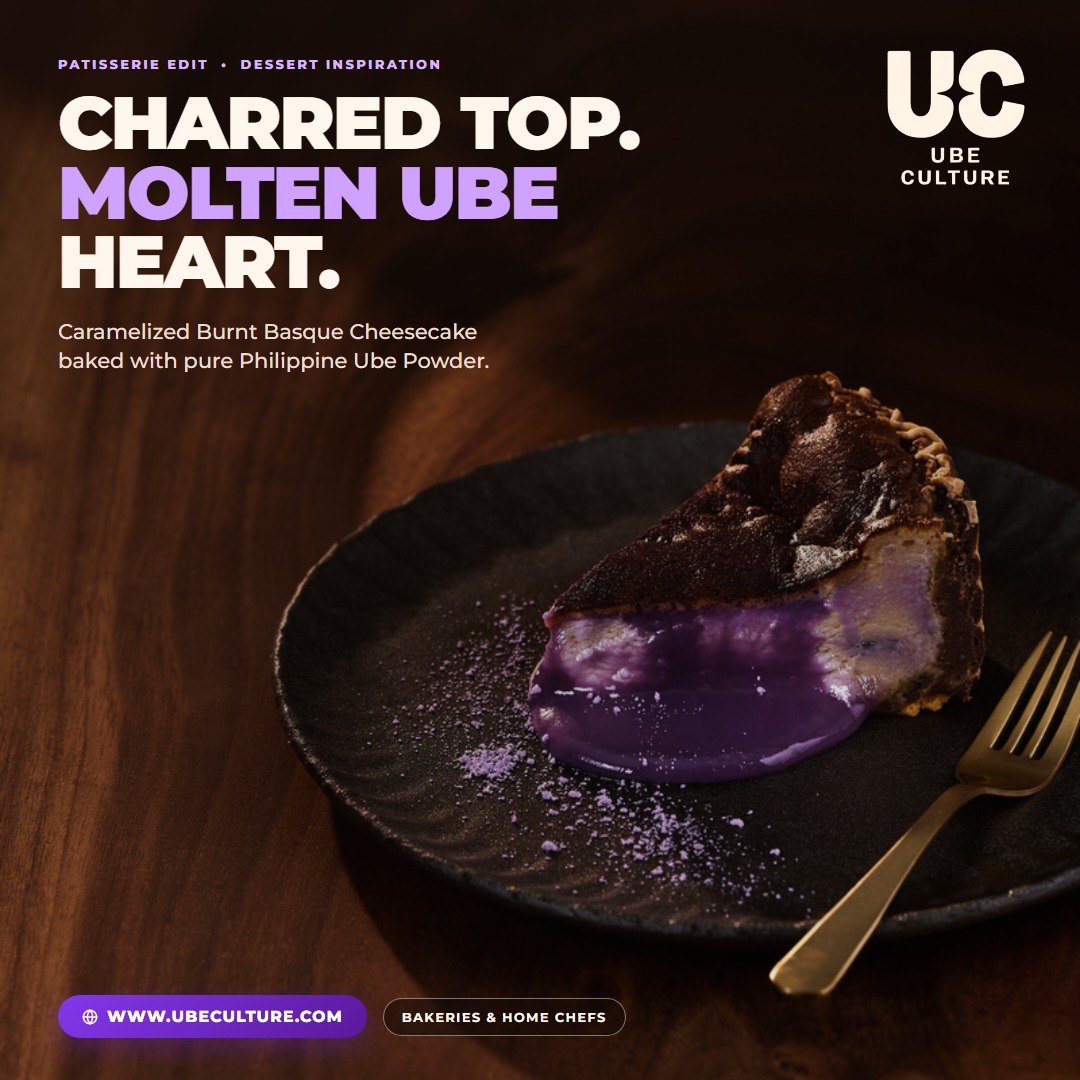 PATISSERIE EDIT • DESSERT INSPIRATION
CHARRED TOP.
MOLTEN UBE
HEART.
Caramelized Burnt Basque Cheesecake
baked with pure Philippine Ube Powder.
UC
UBE
CULTURE
WWW.UBECULTURE.COM
BAKERIES & HOME CHEFS